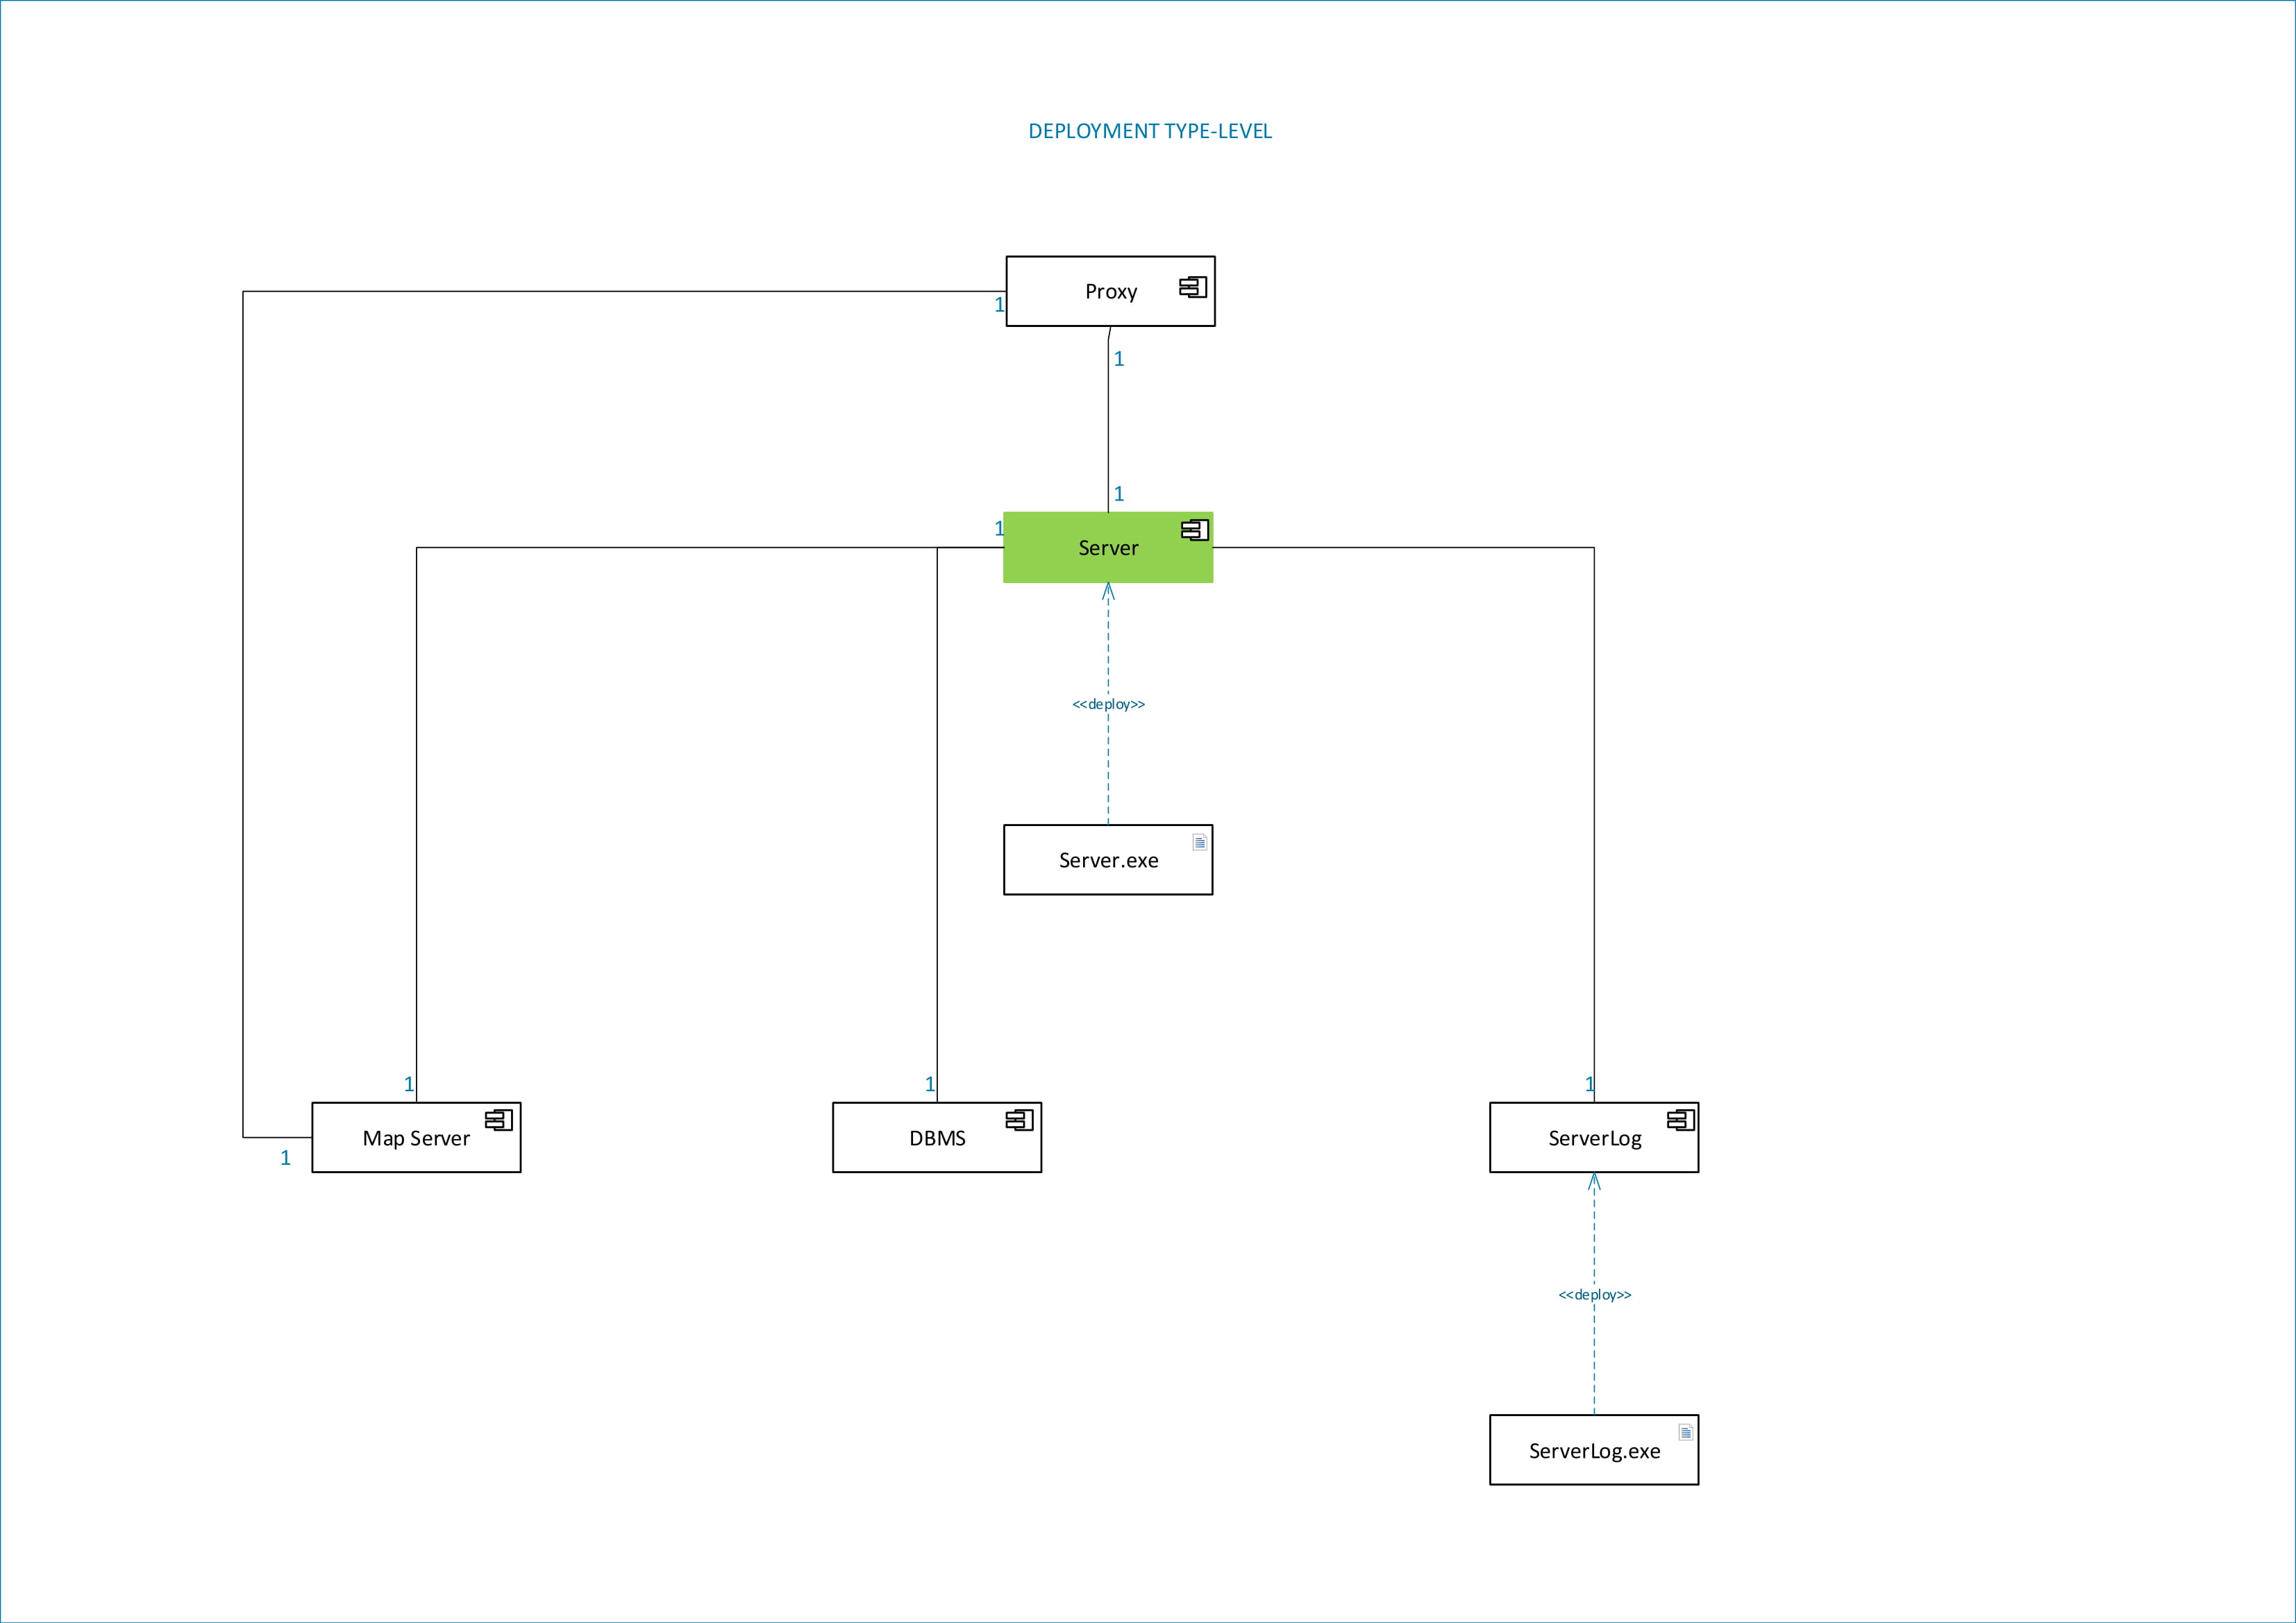 DEPLOYMENT TYPE-LEVEL
Proxy
1
1
1
1
Server
<<deploy>>
Server.exe
1
1
1
Map Server
DBMS
ServerLog
1
<<deploy>>
ServerLog.exe